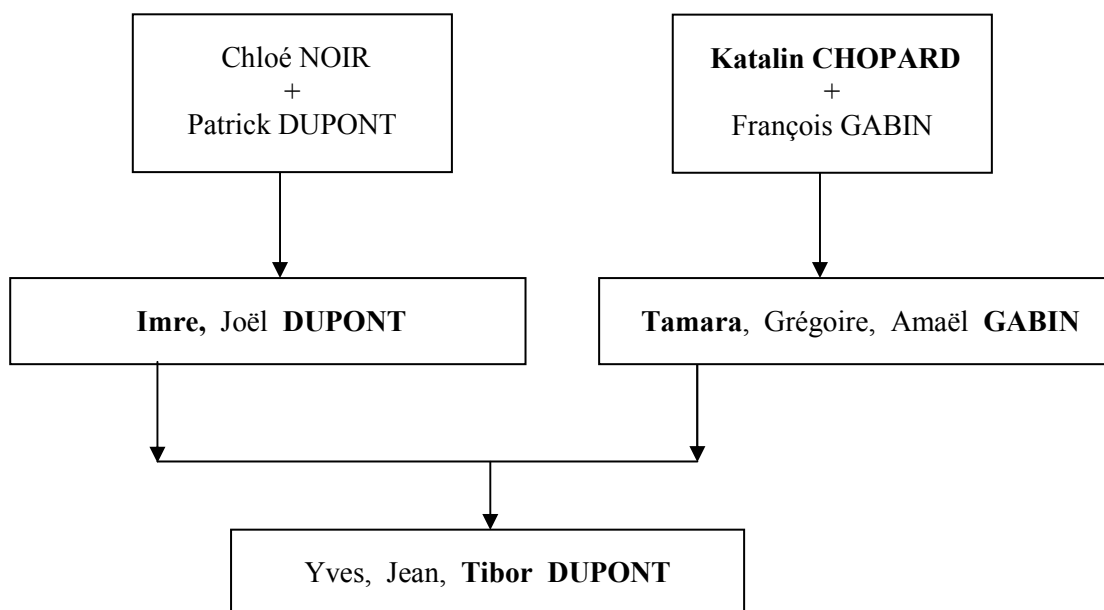 Chloé NOIR
+
Patrick DUPONT
Katalin CHOPARD
+
François GABIN
Imre, Joël DUPONT
Tamara, Grégoire, Amaël GABIN
Yves, Jean, Tibor DUPONT